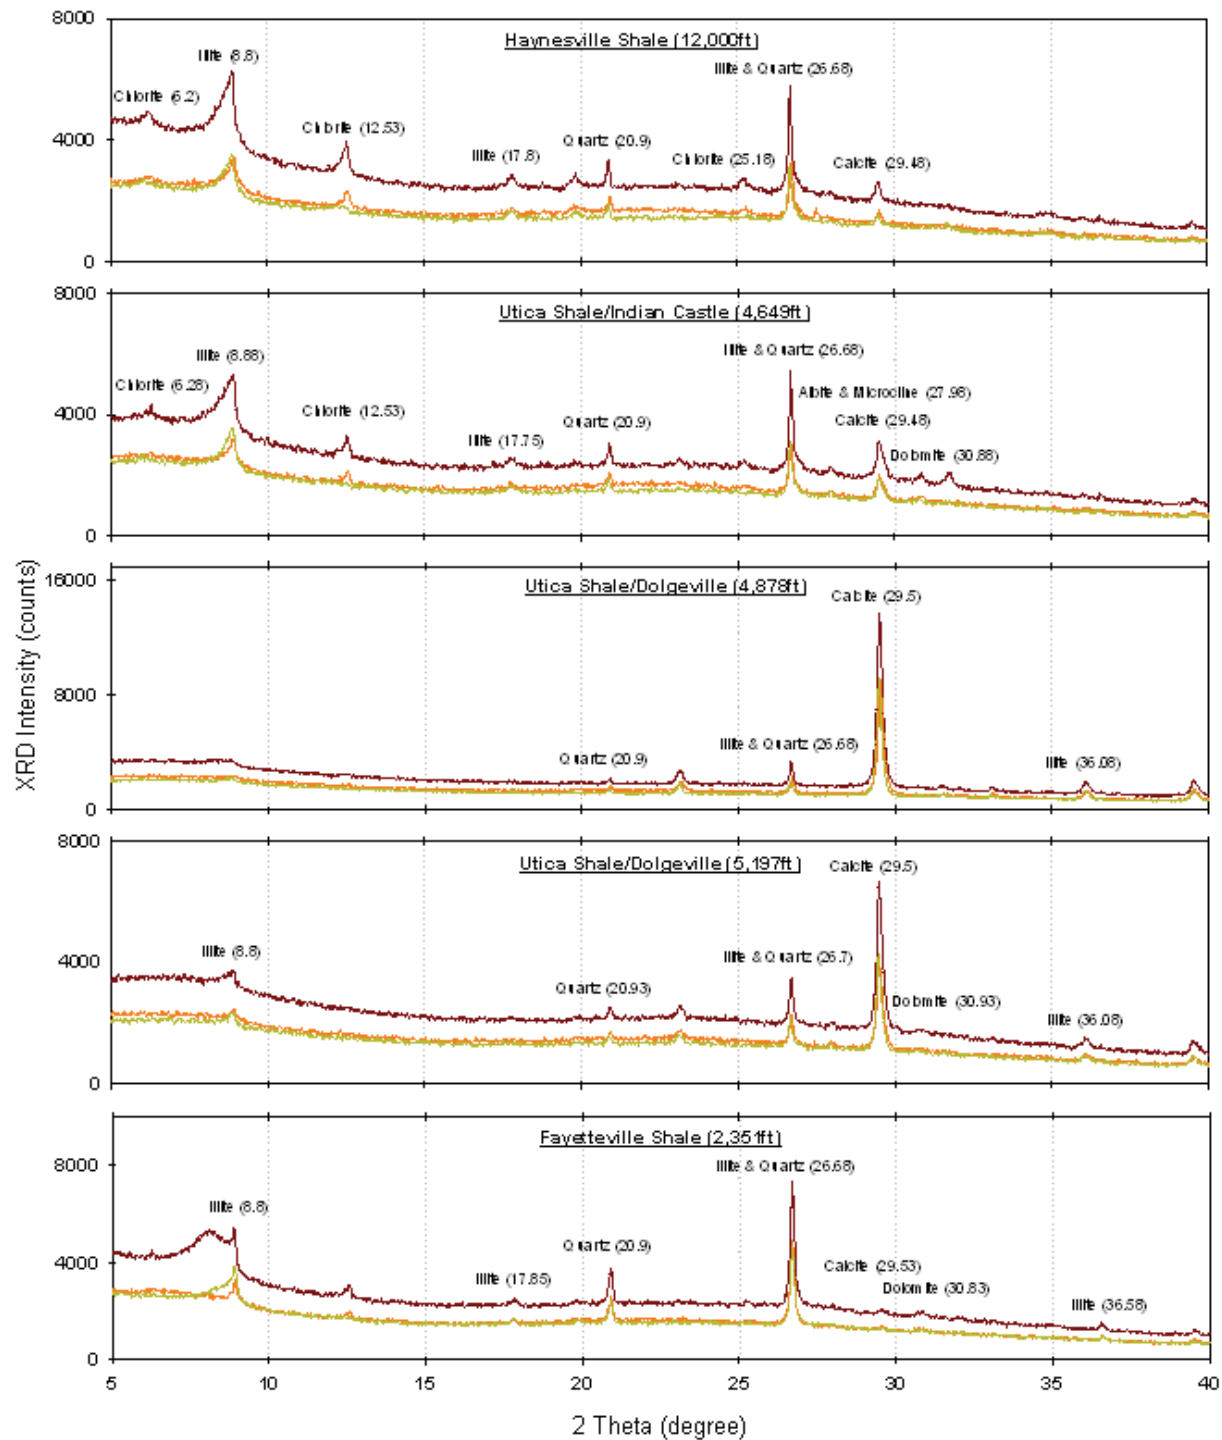 8000
Haynesville Shale (12,000ft)
Illite (8.8)
Illite & Quartz (26.68)
Chlorite (6.2)
Chlorite (12.53)
Quartz (20.9)
4000
Illite (17.8)
Chlorite (25.18)
Calcite (29.48)
0
10 15 20 25 30 35 40
8000
Utica Shale/Indian Castle (4,649ft)
Illite (8.88)
Illite & Quartz (26.68)
Chlorite (6.28)
Albite & Microcline (27.98)
4000
Chlorite (12.53)
Quartz (20.9)
Calcite (29.48)
Illite (17.75)
Dolomite (30.88)
0
XRD Intensity (counts)
16000
Utica Shale/Dolgeville (4,878ft)
Calcite (29.5)
8000
Quartz (20.9)
Illite & Quartz (26.68)
Illite (36.08)
0
8000
Utica Shale/Dolgeville (5,197ft)
Calcite (29.5)
4000
Illite (8.8)
Illite & Quartz (26.7)
Quartz (20.93)
Dolomite (30.93)
Illite (36.08)
0
Fayetteville Shale (2,351ft)
8000
Illite & Quartz (26.68)
Illite (8.8)
4000
Quartz (20.9)
Calcite (29.53)
Illite (17.85)
Dolomite (30.83)
Illite (36.58)
0
5 10 15 20 25 30 35 40
2 Theta (degree)